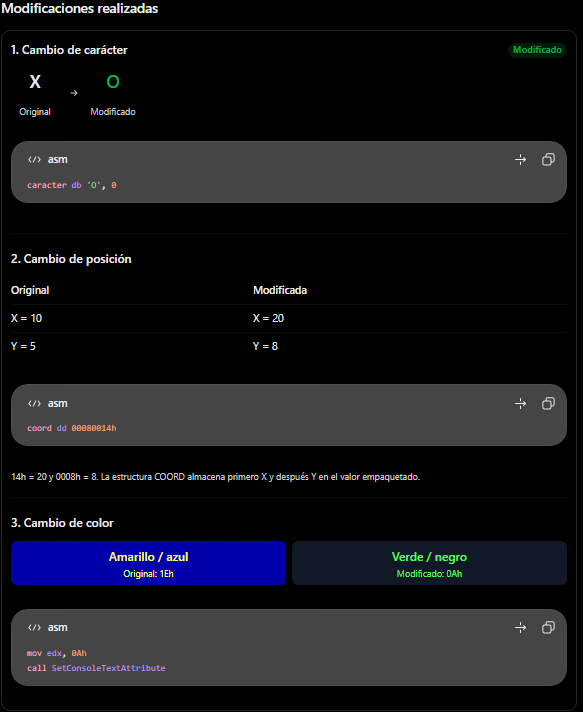 Modificaciones realizadas
1. Cambio de carácter
Modificado
X → O
Original
Modificado
</> asm
caracter db 'O', 0
2. Cambio de posición
Original Modificada
X = 10 X = 20
Y = 5 Y = 8
</> asm
coord dd 00080014h
14h = 20 y 0008h = 8. La estructura COORD almacena primero X y después Y en el valor empaquetado.
3. Cambio de color
Amarillo / azul
Original: 1Eh
Verde / negro
Modificado: 0Ah
</> asm
mov edx, 0Ah
call SetConsoleTextAttribute